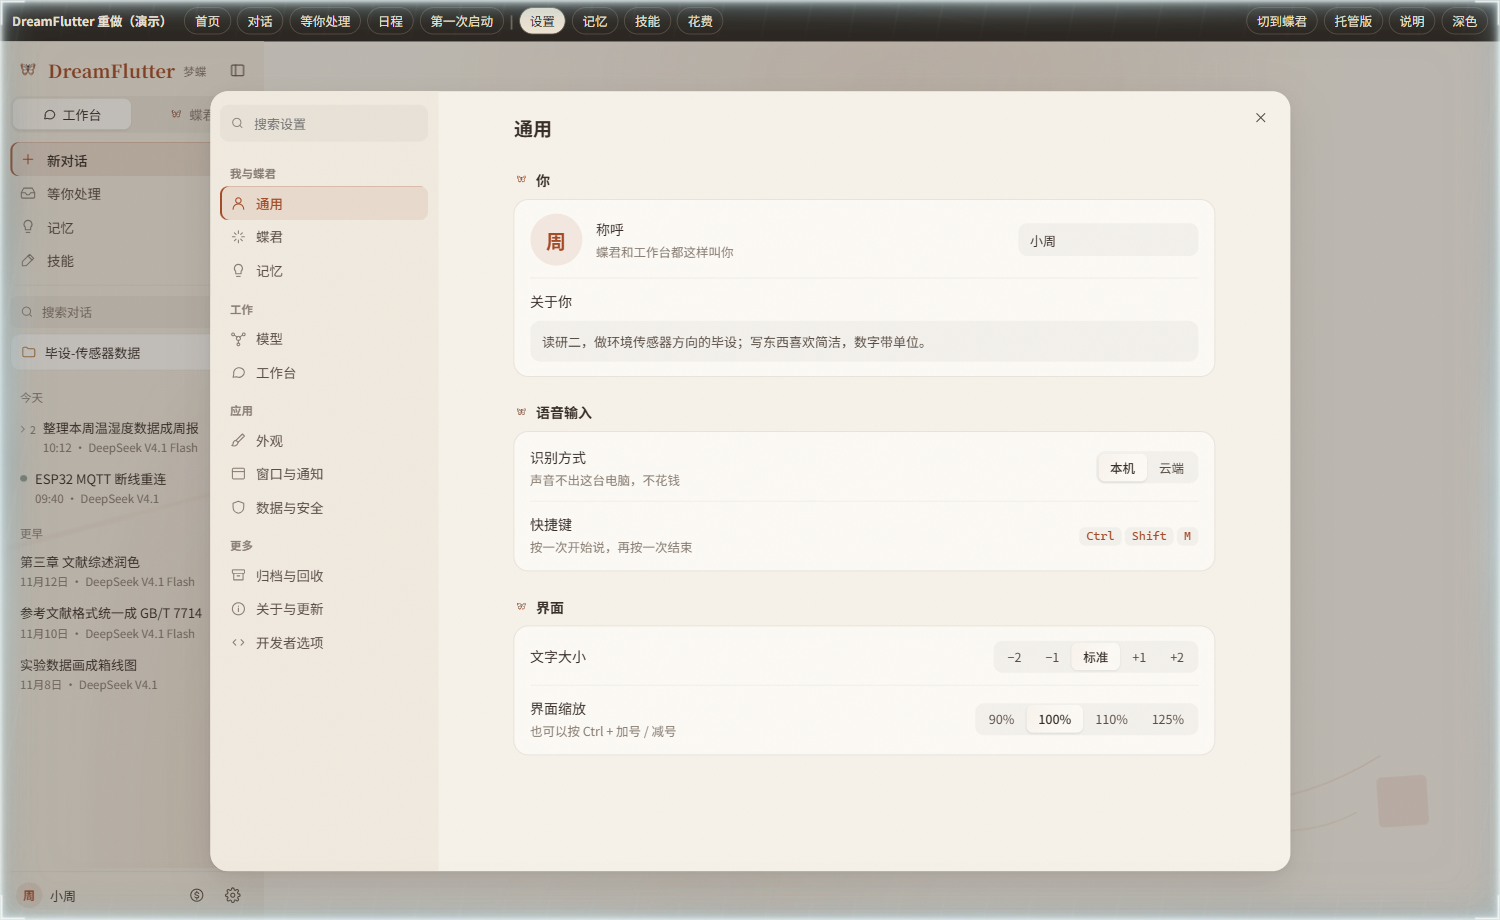 DreamFlutter 重做（演示） 首页 对话 等你处理 日程 第一次启动 设置 记忆 技能 花费 切到蝶君 托管版 说明 深色
DreamFlutter 梦蝶
工作台 蝶君
新对话
等你处理
记忆
技能
搜索对话
毕设-传感器数据
今天
2 整理本周温湿度数据成周报
10:12 • DeepSeek V4.1 Flash
ESP32 MQTT 断线重连
09:40 • DeepSeek V4.1
更早
第三章 文献综述润色
11月12日 • DeepSeek V4.1 Flash
参考文献格式统一成 GB/T 7714
11月10日 • DeepSeek V4.1 Flash
实验数据画成箱线图
11月8日 • DeepSeek V4.1
周 小周
搜索设置
我与蝶君
通用
蝶君
记忆
工作
模型
工作台
应用
外观
窗口与通知
数据与安全
更多
归档与回收
关于与更新
开发者选项
通用
你
周
称呼
蝶君和工作台都这样叫你
小周
关于你
读研二，做环境传感器方向的毕设；写东西喜欢简洁，数字带单位。
语音输入
识别方式
声音不出这台电脑，不花钱
本机 云端
快捷键
按一次开始说，再按一次结束
Ctrl Shift M
界面
文字大小
−2 −1 标准 +1 +2
界面缩放
也可以按 Ctrl + 加号 / 减号
90% 100% 110% 125%